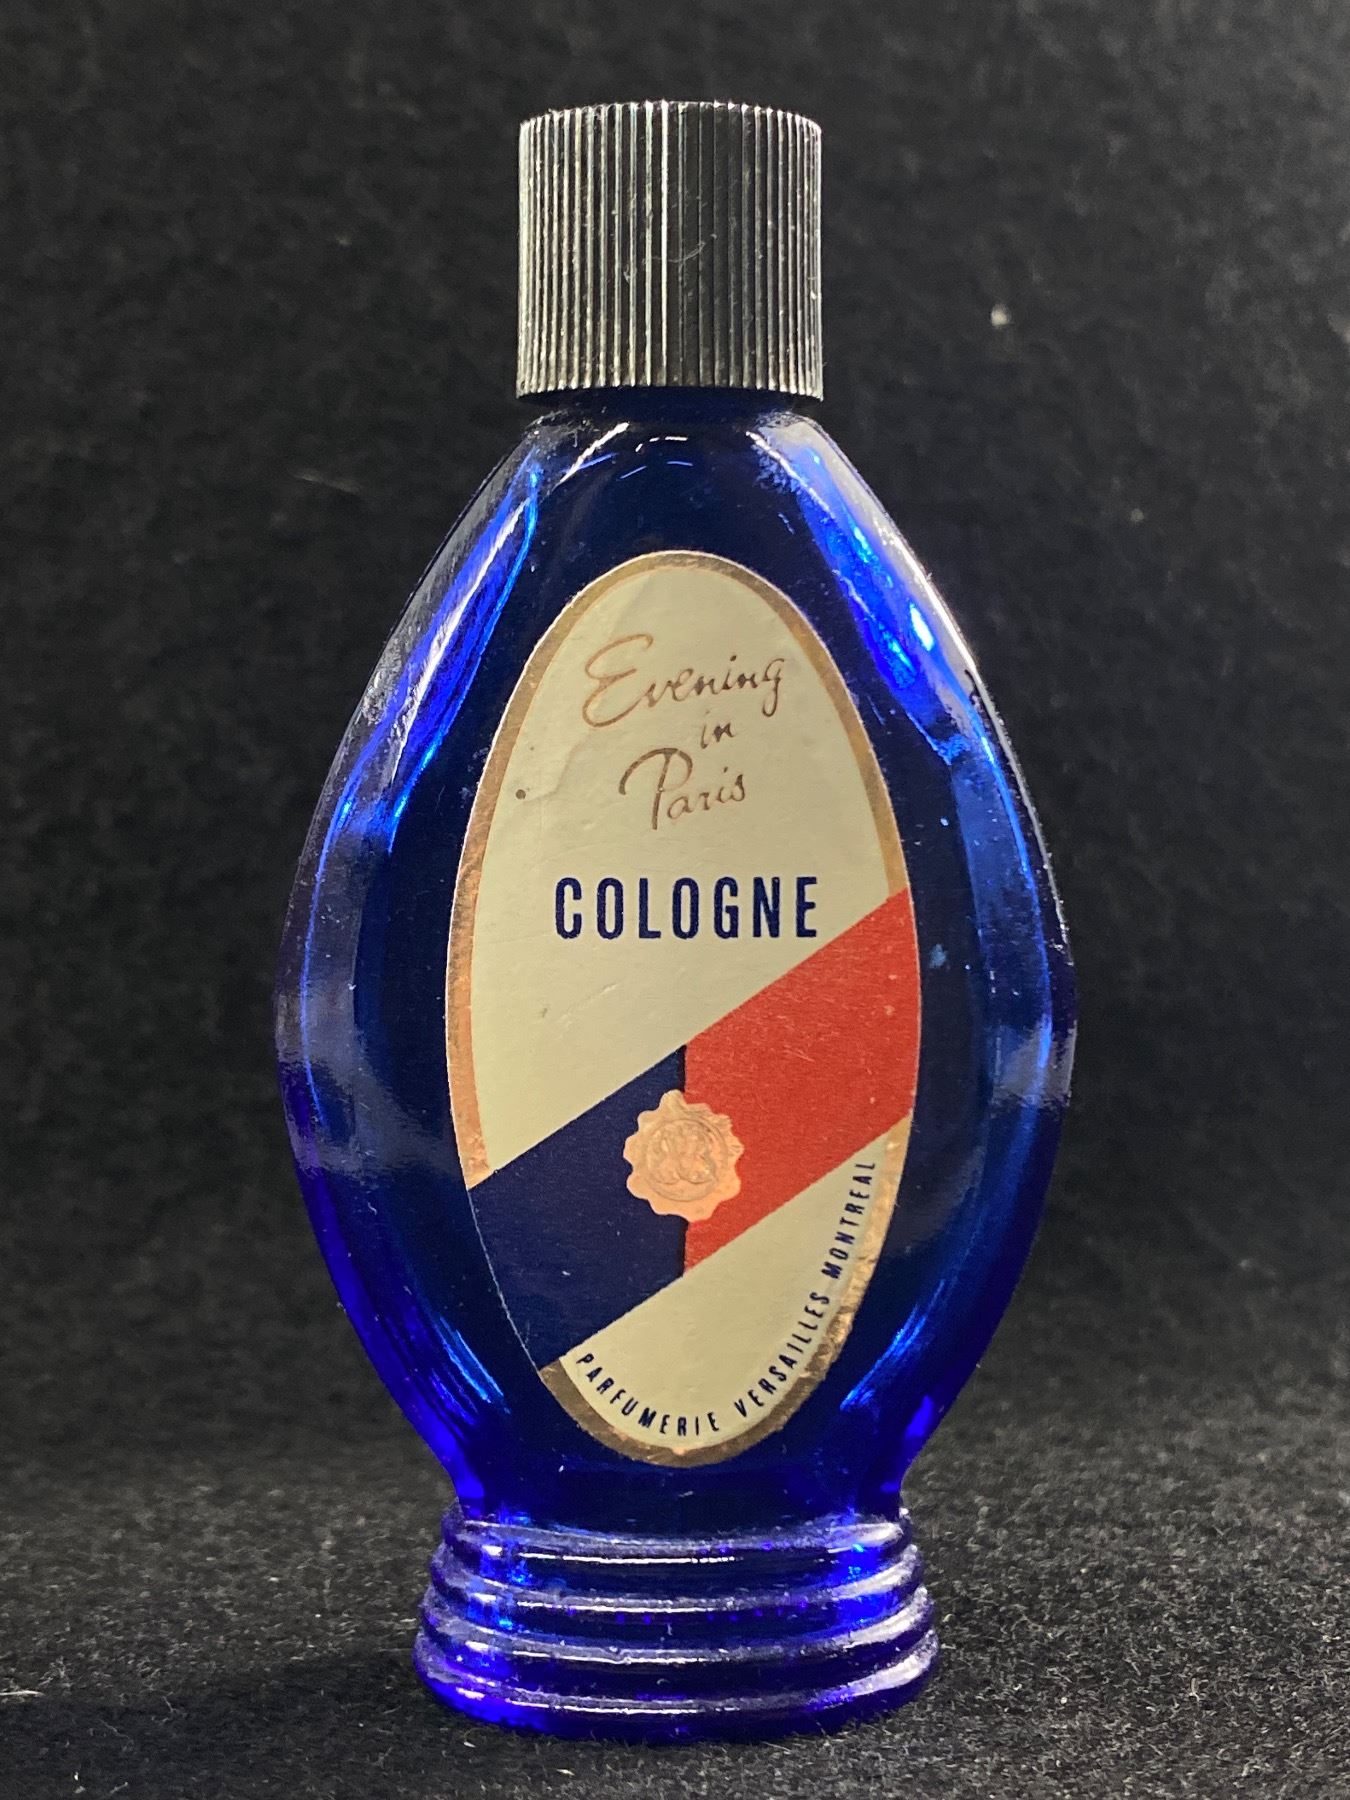 Evening
in
Paris
COLOGNE
PARFUMERIE VERSAILLES MONTREAL